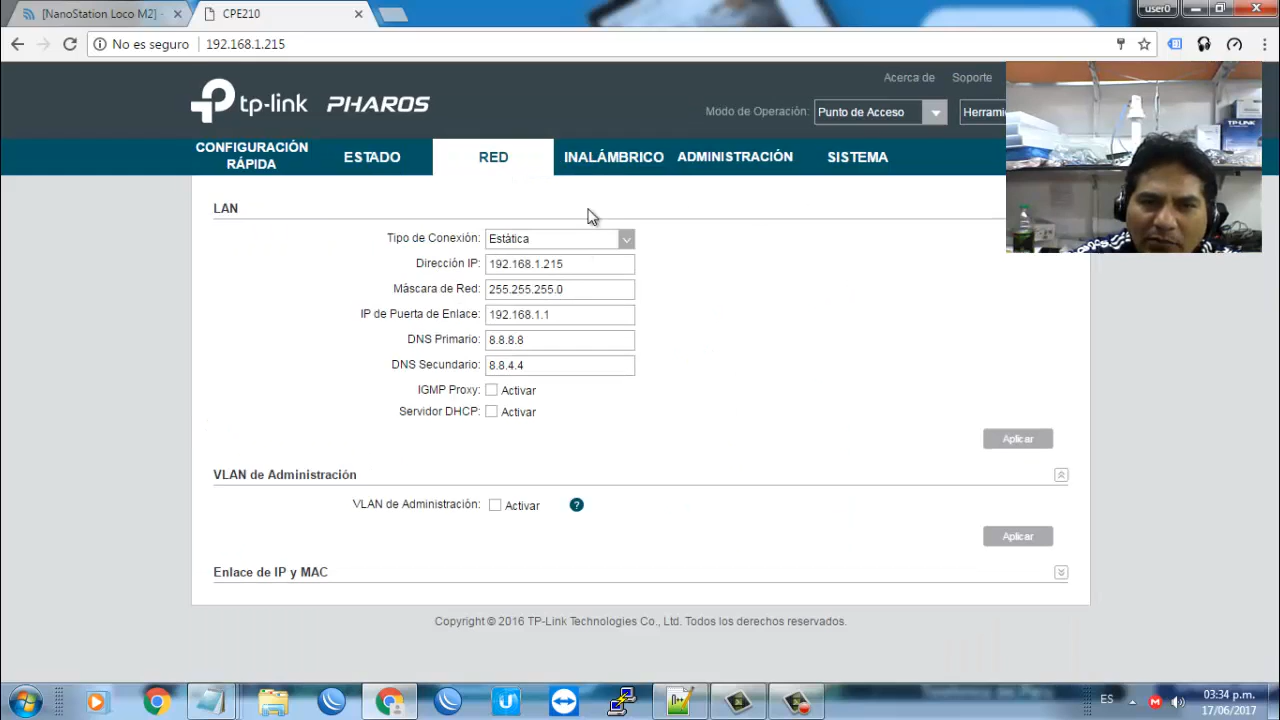 [NanoStation Loco M2] -
CPE210
user0
No es seguro
192.168.1.215
tp-link PHAROS
Acerca de
Soporte
Modo de Operación:
Punto de Acceso
Herrami
CONFIGURACIÓN RÁPIDA
ESTADO
RED
INALÁMBRICO
ADMINISTRACIÓN
SISTEMA
LAN
Tipo de Conexión: Estática
Dirección IP: 192.168.1.215
Máscara de Red: 255.255.255.0
IP de Puerta de Enlace: 192.168.1.1
DNS Primario: 8.8.8.8
DNS Secundario: 8.8.4.4
IGMP Proxy: Activar
Servidor DHCP: Activar
Aplicar
VLAN de Administración
VLAN de Administración: Activar ?
Aplicar
Enlace de IP y MAC
Copyright © 2016 TP-Link Technologies Co., Ltd. Todos los derechos reservados.
ES
03:34 p.m.
17/06/2017